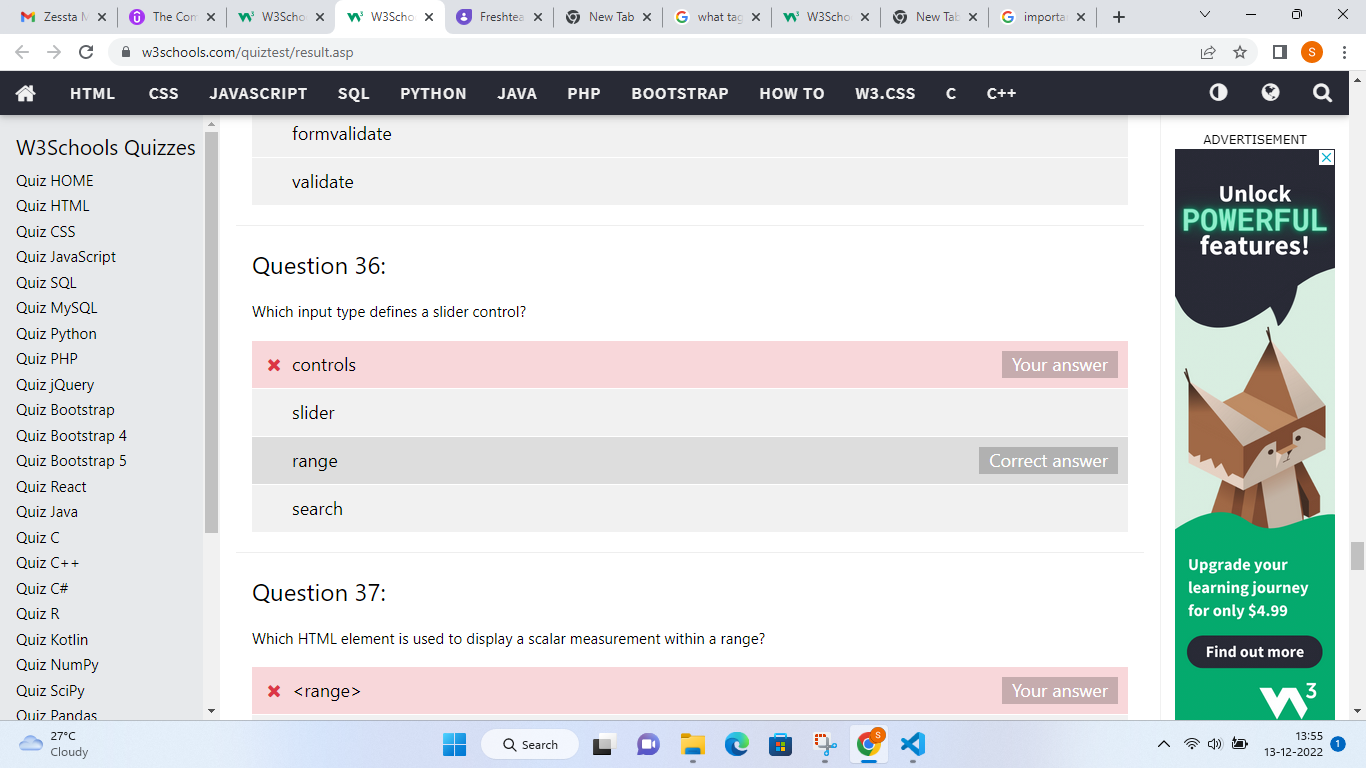 Zessta M
The Com
W3Scho
W3Scho
Freshtea
New Tab
what tag
W3Scho
New Tab
importa
w3schools.com/quiztest/result.asp
S
HTML CSS JAVASCRIPT SQL PYTHON JAVA PHP BOOTSTRAP HOW TO W3.CSS C C++
W3Schools Quizzes
Quiz HOME
Quiz HTML
Quiz CSS
Quiz JavaScript
Quiz SQL
Quiz MySQL
Quiz Python
Quiz PHP
Quiz jQuery
Quiz Bootstrap
Quiz Bootstrap 4
Quiz Bootstrap 5
Quiz React
Quiz Java
Quiz C
Quiz C++
Quiz C#
Quiz R
Quiz Kotlin
Quiz NumPy
Quiz SciPy
Quiz Pandas
formvalidate
validate
Question 36:
Which input type defines a slider control?
controls Your answer
slider
range Correct answer
search
Question 37:
Which HTML element is used to display a scalar measurement within a range?
<range> Your answer
ADVERTISEMENT
Unlock
POWERFUL
features!
Upgrade your
learning journey
for only $4.99
Find out more
3
27°C
Cloudy
Search
S
13:55
13-12-2022
1